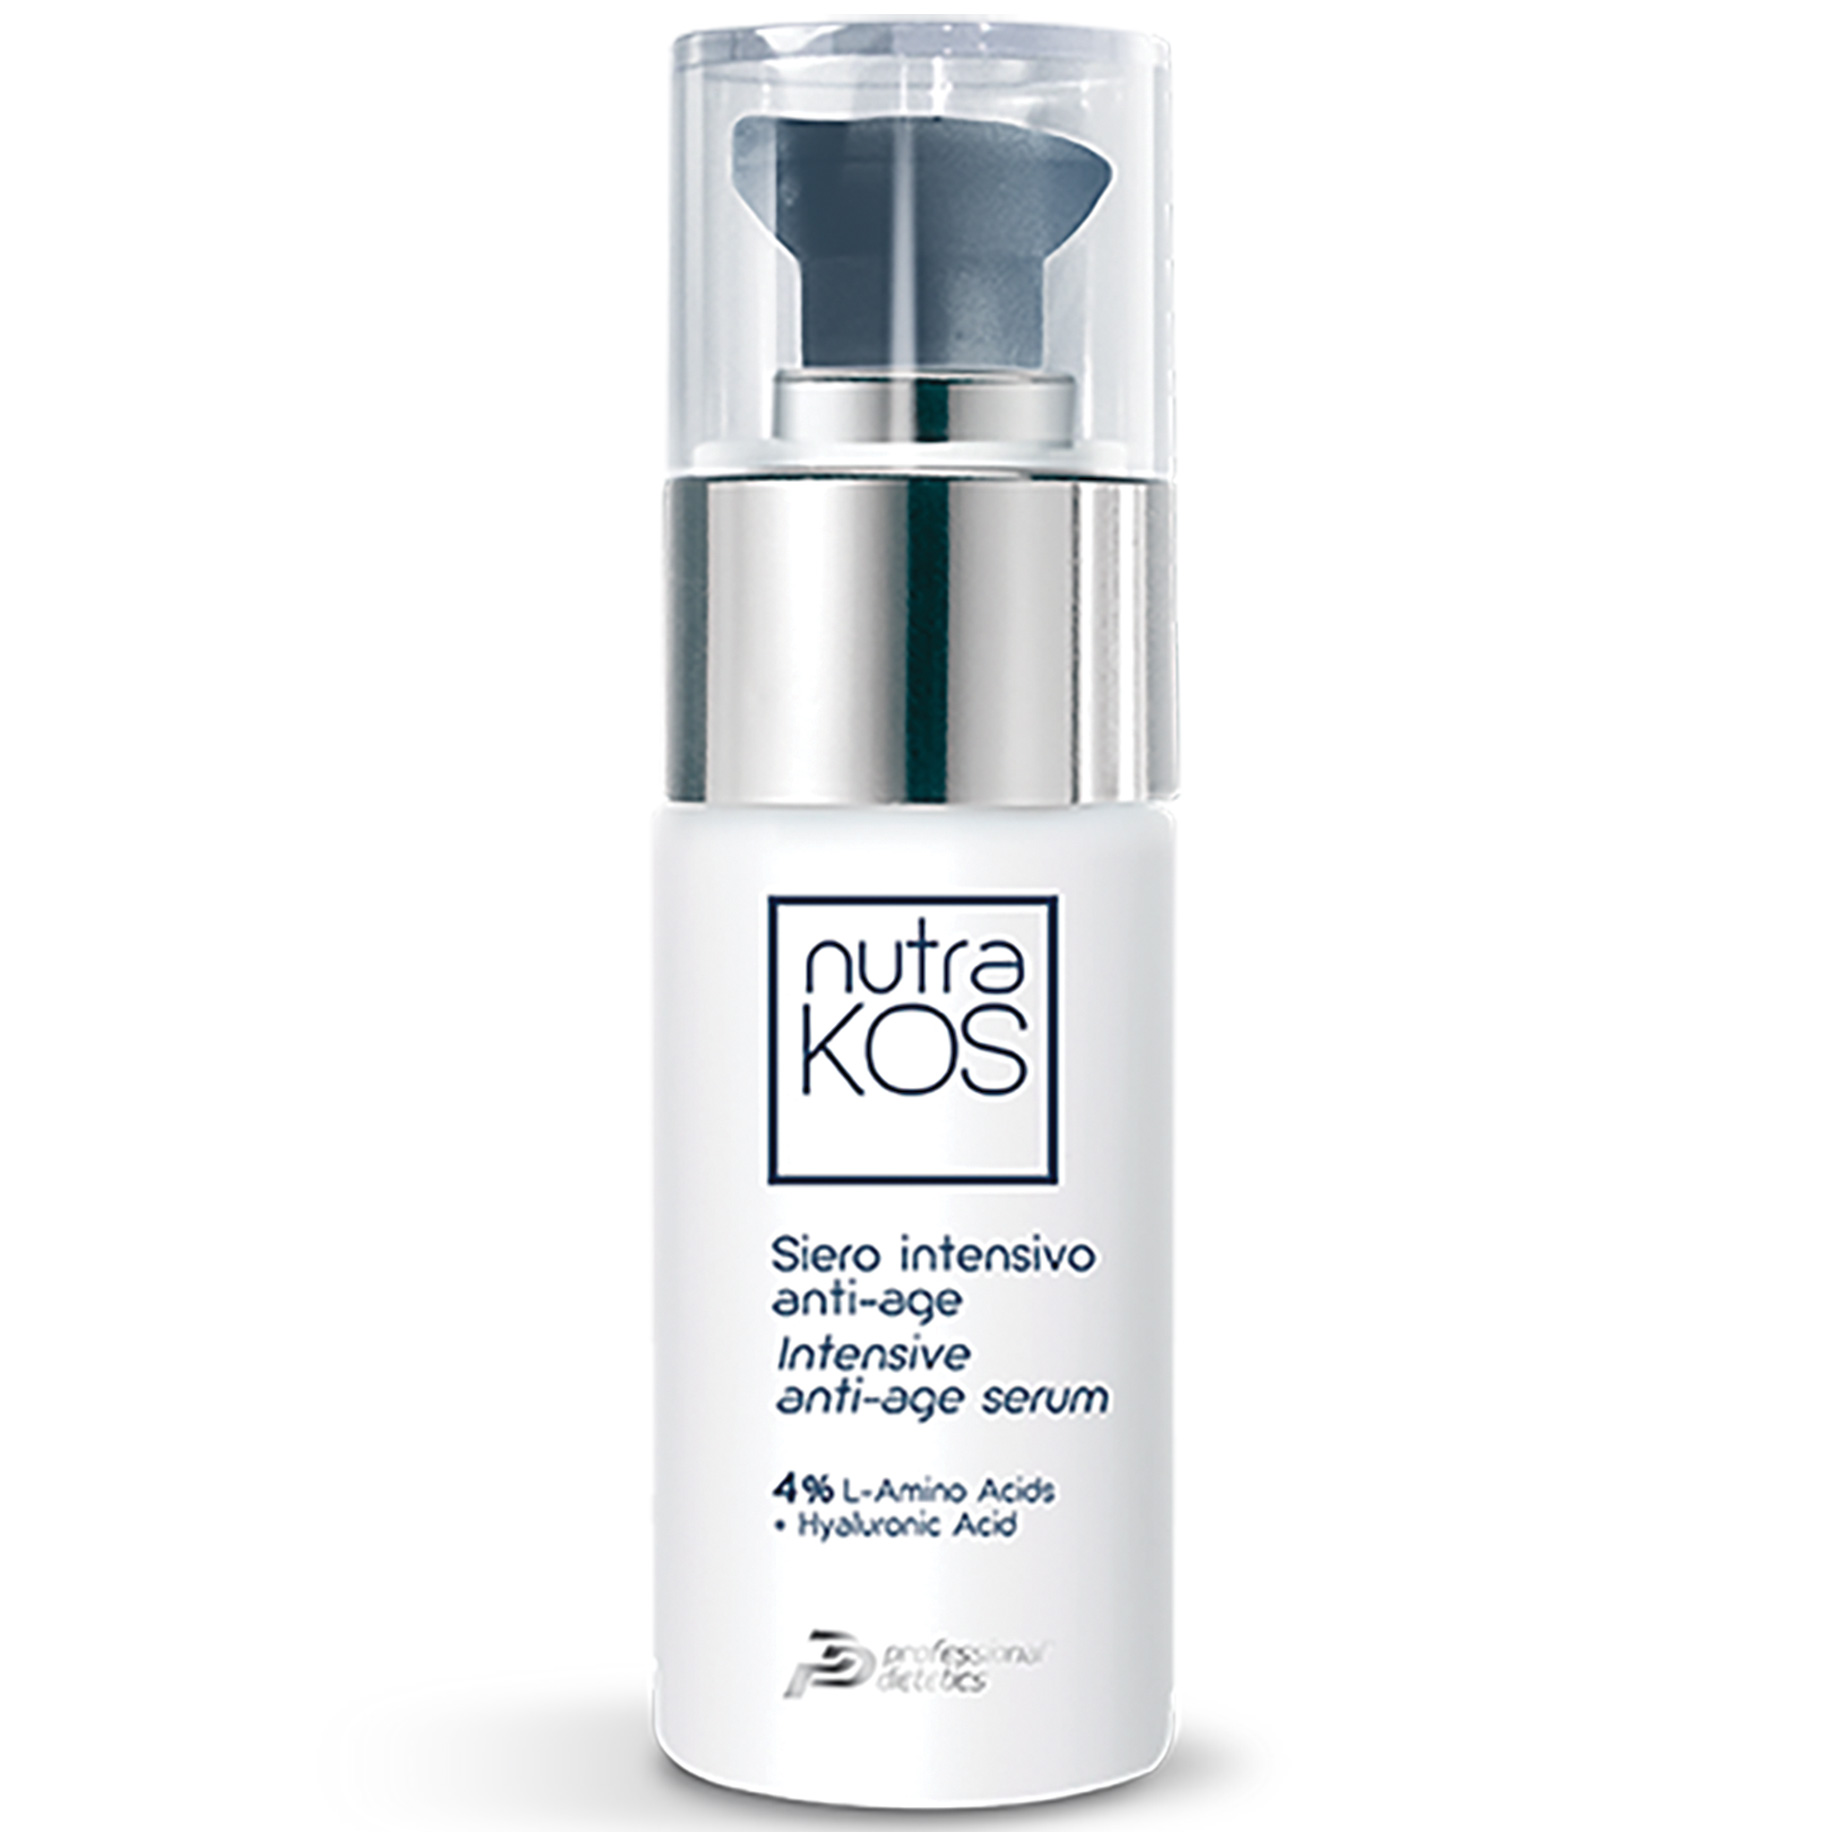 nutra
KOS
Siero intensivo
anti-age
Intensive
anti-age serum
4% L-Amino Acids
+ Hyaluronic Acid
professional
dietetics